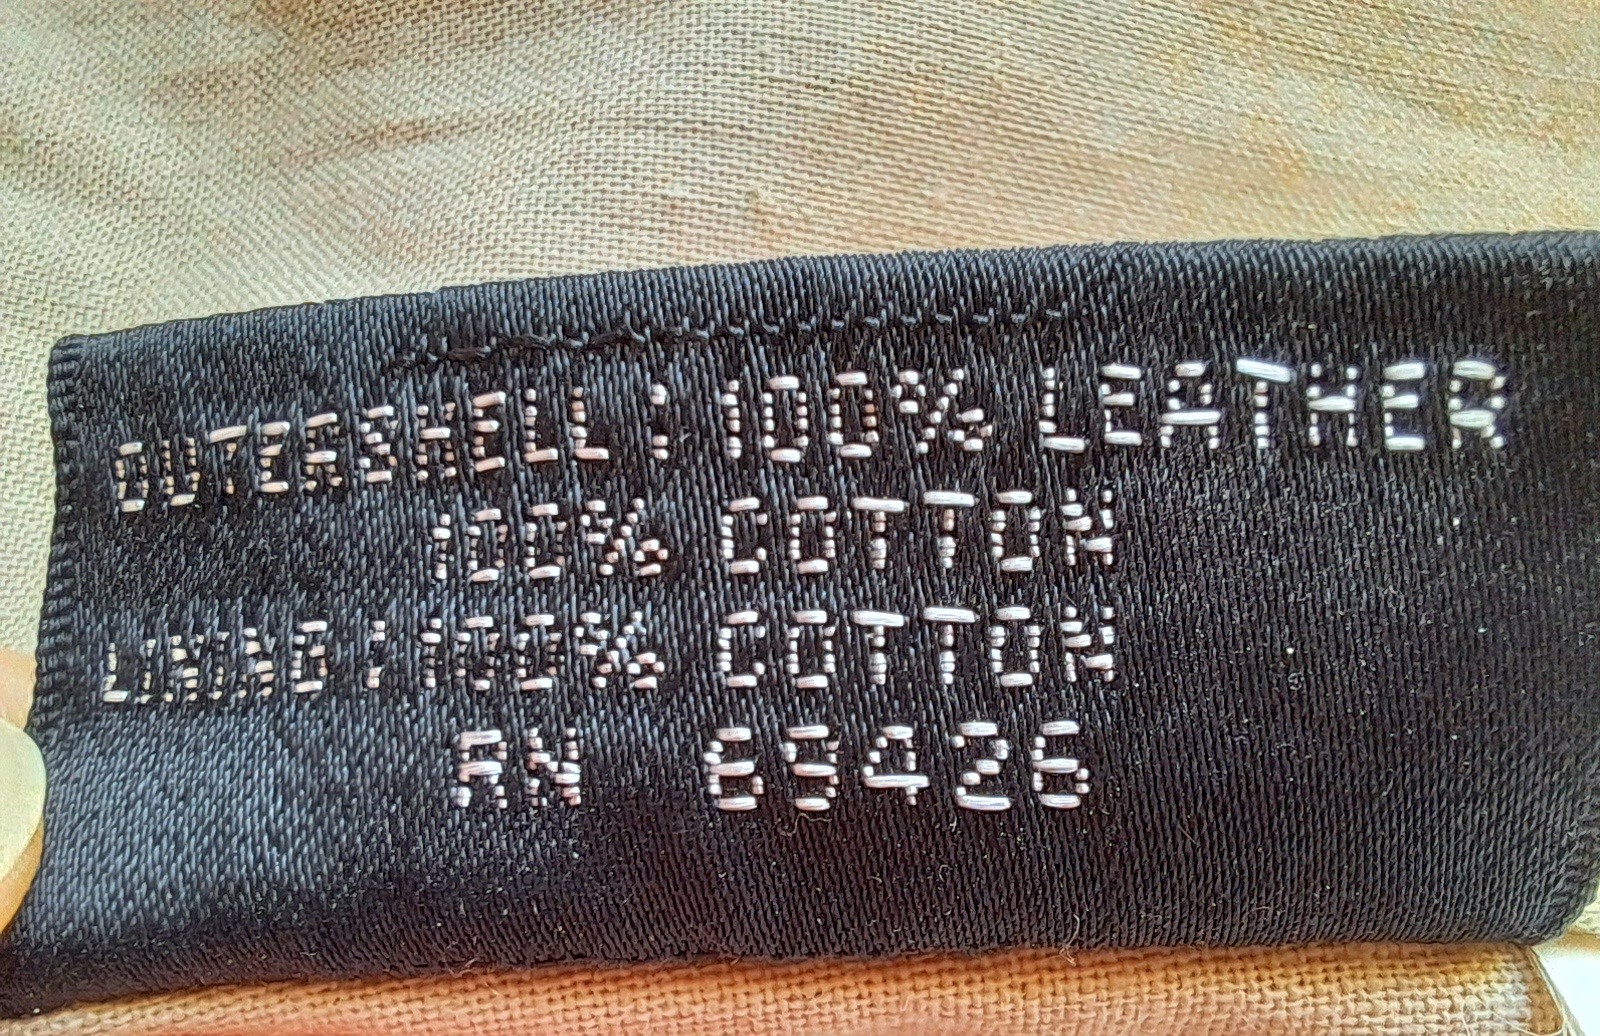 OUTERSHELL : 100% LEATHER
100% COTTON
LINING : 100% COTTON
RN 69426